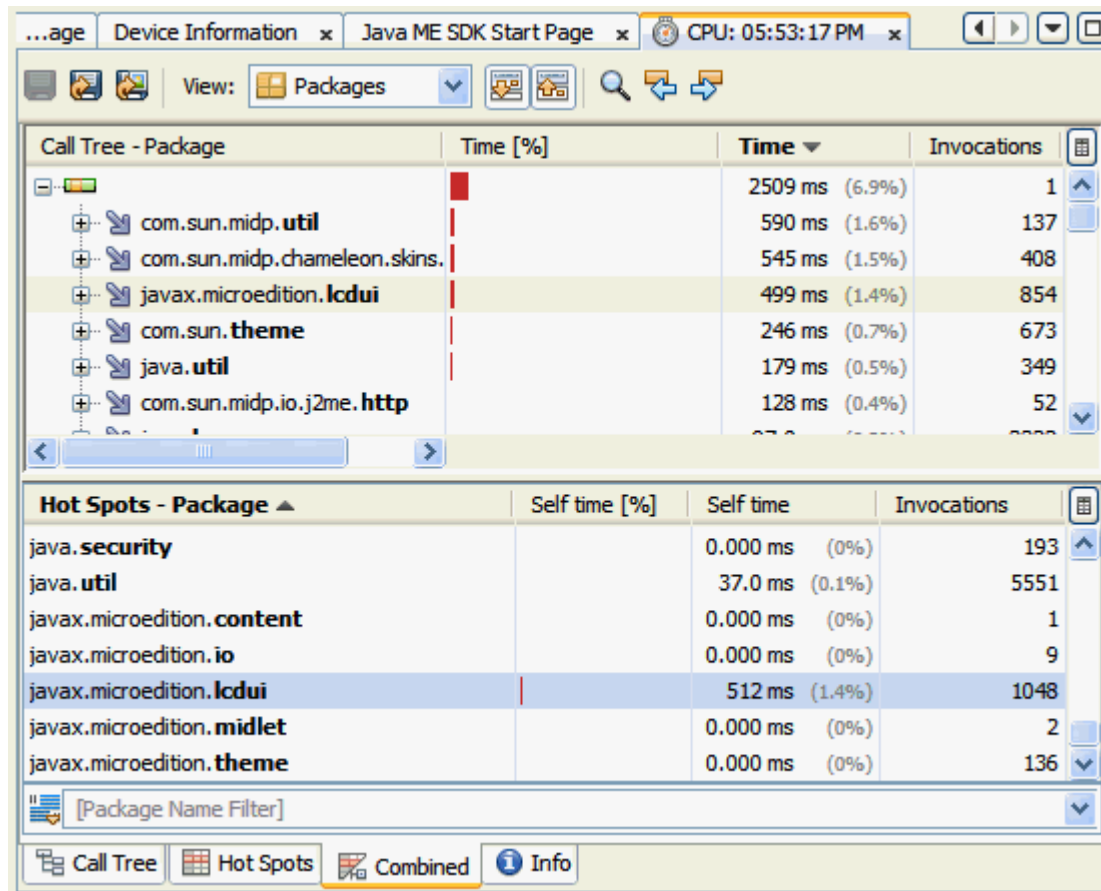 ...age Device Information x Java ME SDK Start Page x CPU: 05:53:17 PM x
View: Packages
Call Tree - Package Time [%] Time Invocations
2509 ms (6.9%) 1
com.sun.midp.util 590 ms (1.6%) 137
com.sun.midp.chameleon.skins. 545 ms (1.5%) 408
javax.microedition.lcdui 499 ms (1.4%) 854
com.sun.theme 246 ms (0.7%) 673
java.util 179 ms (0.5%) 349
com.sun.midp.io.j2me.http 128 ms (0.4%) 52
Hot Spots - Package Self time [%] Self time Invocations
java.security 0.000 ms (0%) 193
java.util 37.0 ms (0.1%) 5551
javax.microedition.content 0.000 ms (0%) 1
javax.microedition.io 0.000 ms (0%) 9
javax.microedition.lcdui 512 ms (1.4%) 1048
javax.microedition.midlet 0.000 ms (0%) 2
javax.microedition.theme 0.000 ms (0%) 136
[Package Name Filter]
Call Tree Hot Spots Combined Info